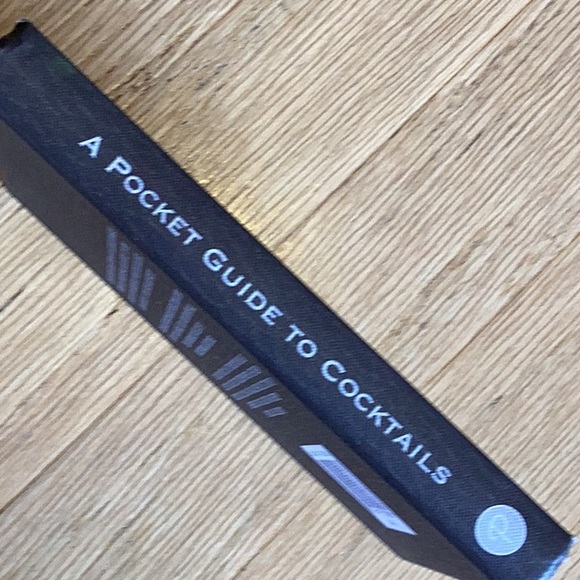 A POCKET GUIDE TO COCKTAILS